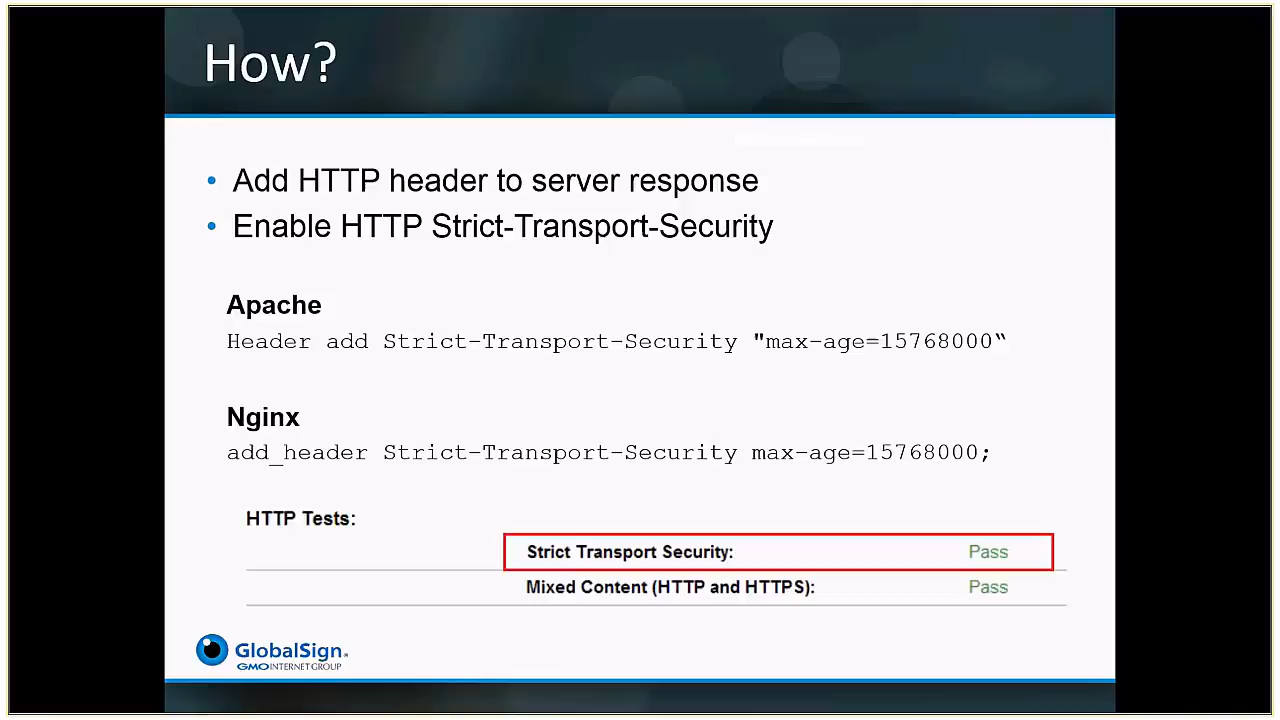 How?
• Add HTTP header to server response
• Enable HTTP Strict-Transport-Security
Apache
Header add Strict-Transport-Security "max-age=15768000“
Nginx
add_header Strict-Transport-Security max-age=15768000;
HTTP Tests:
Strict Transport Security: Pass
Mixed Content (HTTP and HTTPS): Pass
GlobalSign.
GMO INTERNET GROUP